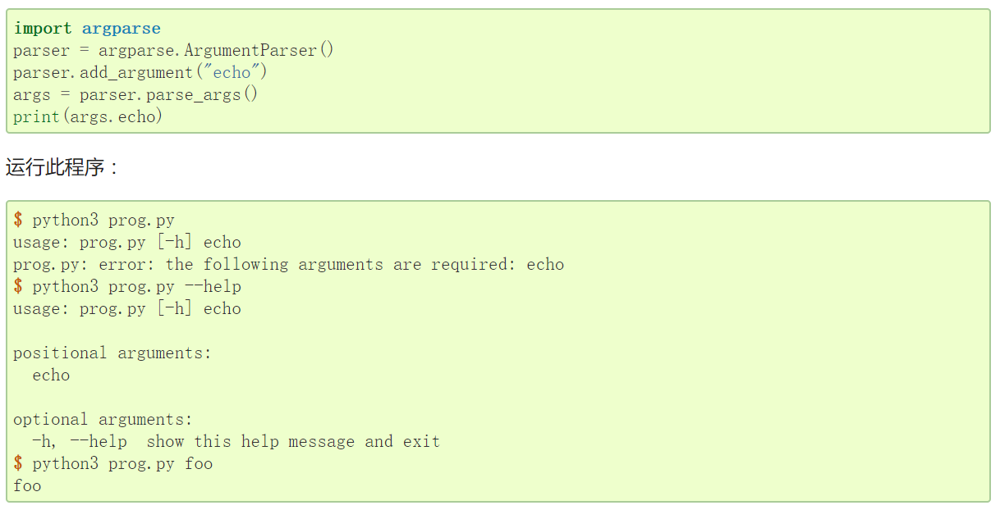 import argparse
parser = argparse.ArgumentParser()
parser.add_argument("echo")
args = parser.parse_args()
print(args.echo)
运行此程序：
$ python3 prog.py
usage: prog.py [-h] echo
prog.py: error: the following arguments are required: echo
$ python3 prog.py --help
usage: prog.py [-h] echo
positional arguments:
  echo
optional arguments:
  -h, --help  show this help message and exit
$ python3 prog.py foo
foo